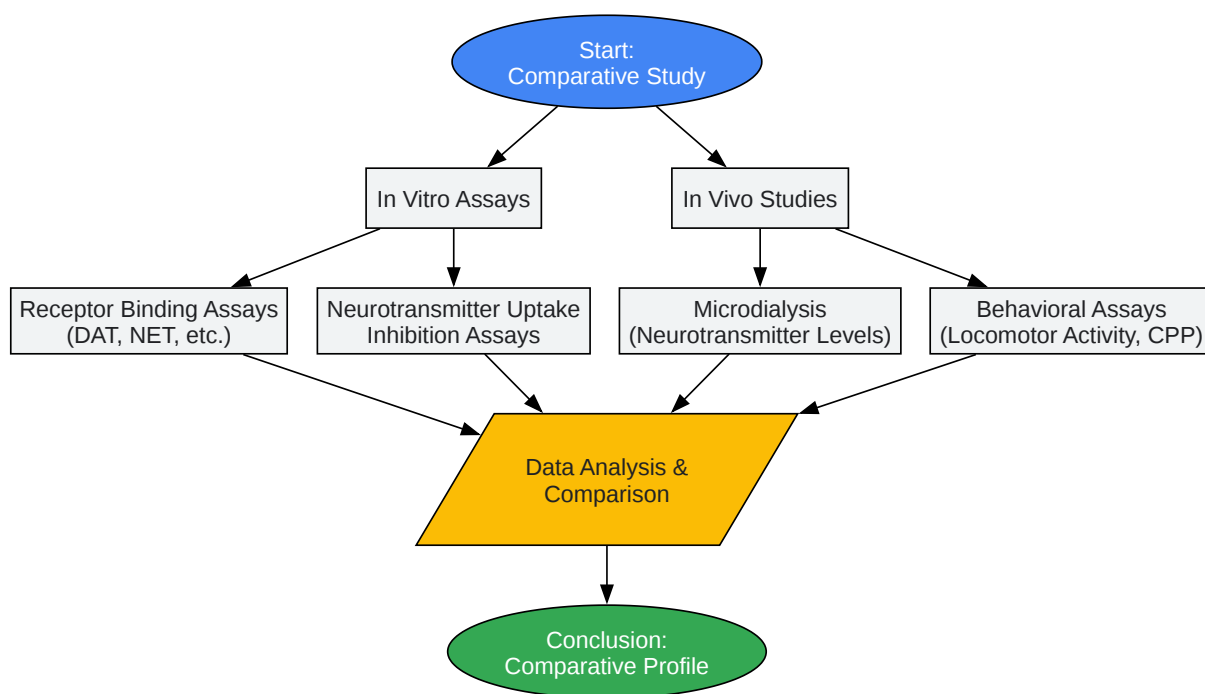 Start:
Comparative Study
In Vitro Assays
In Vivo Studies
Receptor Binding Assays
(DAT, NET, etc.)
Neurotransmitter Uptake
Inhibition Assays
Microdialysis
(Neurotransmitter Levels)
Behavioral Assays
(Locomotor Activity, CPP)
Data Analysis &
Comparison
Conclusion:
Comparative Profile